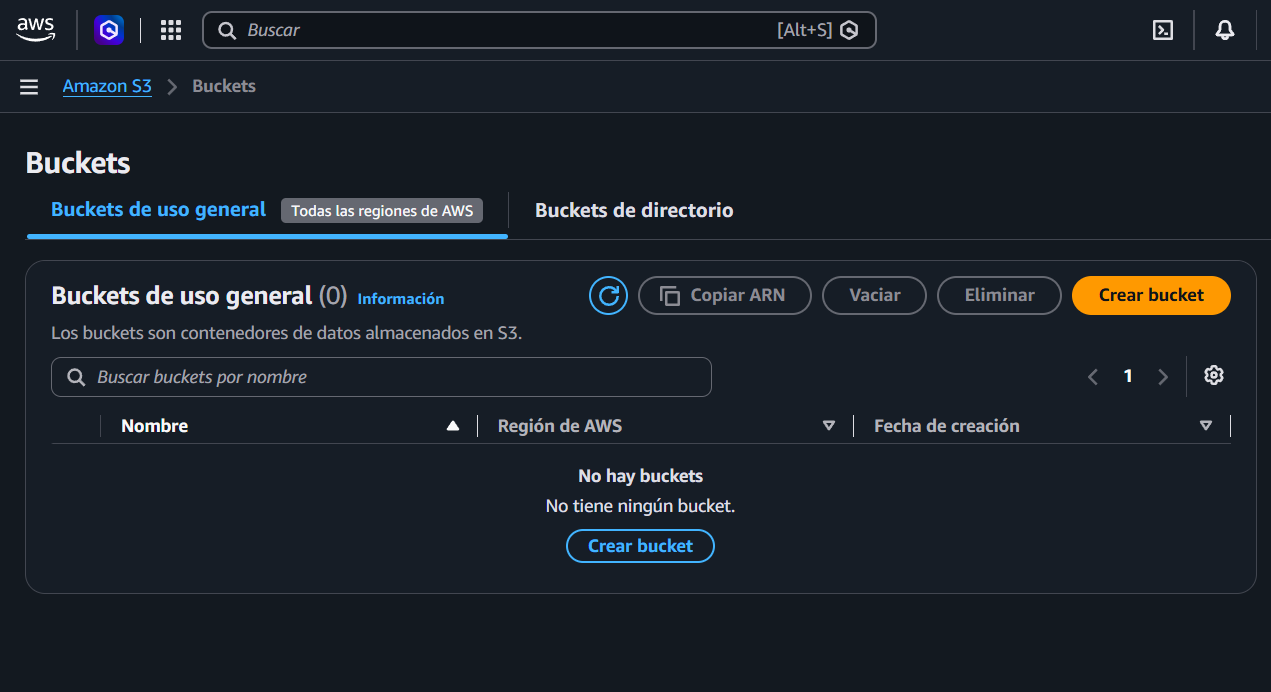 aws
Buscar [Alt+S]
Amazon S3 Buckets
Buckets
Buckets de uso general Todas las regiones de AWS Buckets de directorio
Buckets de uso general (0) Información Copiar ARN Vaciar Eliminar Crear bucket
Los buckets son contenedores de datos almacenados en S3.
Buscar buckets por nombre 1
Nombre Región de AWS Fecha de creación
No hay buckets
No tiene ningún bucket.
Crear bucket